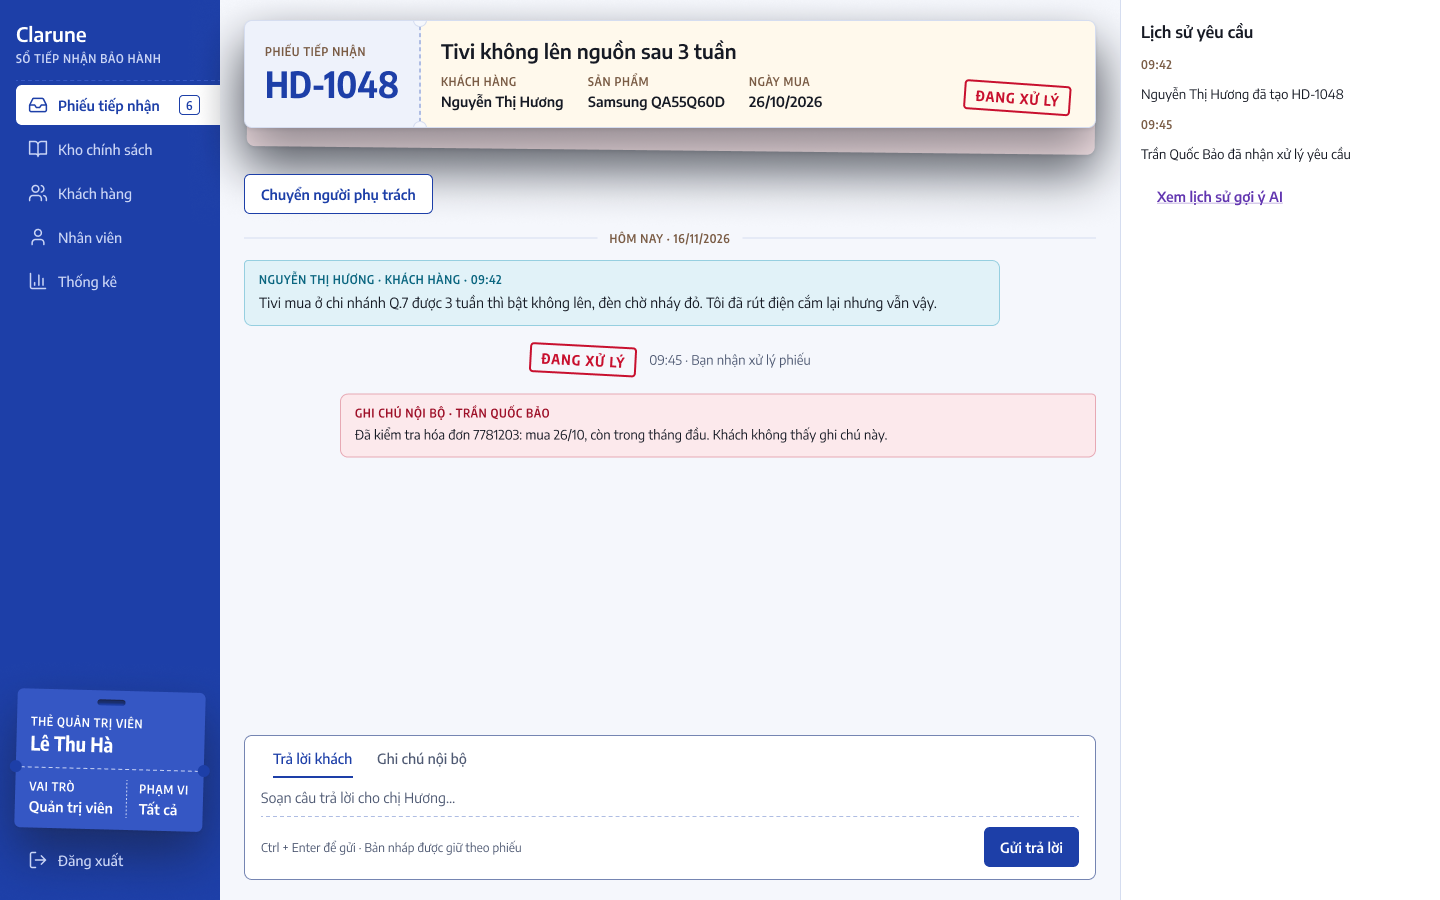 Clarune
SỔ TIẾP NHẬN BẢO HÀNH
Phiếu tiếp nhận 6
Kho chính sách
Khách hàng
Nhân viên
Thống kê
THẺ QUẢN TRỊ VIÊN
Lê Thu Hà
VAI TRÒ
Quản trị viên
PHẠM VI
Tất cả
Đăng xuất
PHIẾU TIẾP NHẬN
HD-1048
Tivi không lên nguồn sau 3 tuần
KHÁCH HÀNG
Nguyễn Thị Hương
SẢN PHẨM
Samsung QA55Q60D
NGÀY MUA
26/10/2026
ĐANG XỬ LÝ
Chuyển người phụ trách
HÔM NAY · 16/11/2026
NGUYỄN THỊ HƯƠNG · KHÁCH HÀNG · 09:42
Tivi mua ở chi nhánh Q.7 được 3 tuần thì bật không lên, đèn chờ nháy đỏ. Tôi đã rút điện cắm lại nhưng vẫn vậy.
ĐANG XỬ LÝ
09:45 · Bạn nhận xử lý phiếu
GHI CHÚ NỘI BỘ · TRẦN QUỐC BẢO
Đã kiểm tra hóa đơn 7781203: mua 26/10, còn trong tháng đầu. Khách không thấy ghi chú này.
Trả lời khách
Ghi chú nội bộ
Soạn câu trả lời cho chị Hương...
Ctrl + Enter để gửi · Bản nháp được giữ theo phiếu
Gửi trả lời
Lịch sử yêu cầu
09:42
Nguyễn Thị Hương đã tạo HD-1048
09:45
Trần Quốc Bảo đã nhận xử lý yêu cầu
Xem lịch sử gợi ý AI